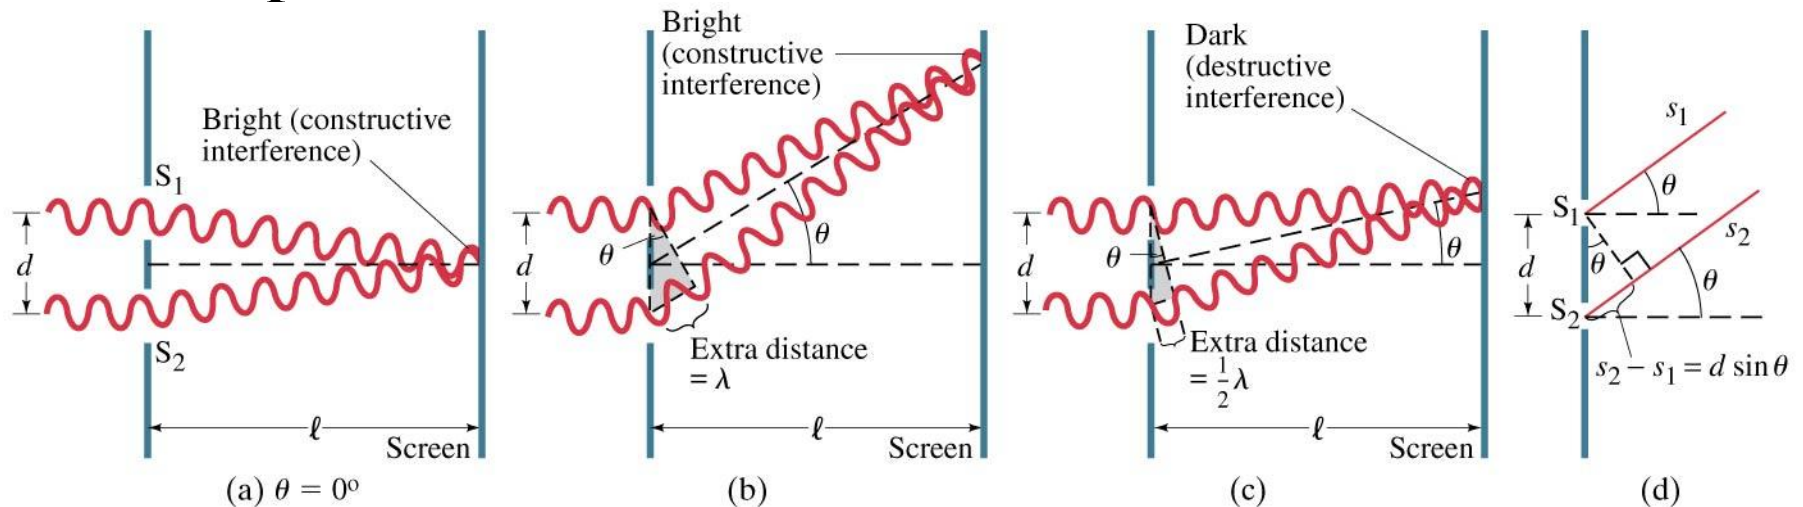 Bright (constructive
interference)
S₁
d
S₂
ℓ
Screen
(a) θ = 0°
Bright
(constructive
interference)
d
θ
θ
Extra distance
= λ
ℓ
Screen
(b)
Dark
(destructive
interference)
d
θ
θ
Extra distance
= 1/2 λ
ℓ
Screen
(c)
s₁
θ
S₁
s₂
d
θ
θ
S₂
s₂ − s₁ = d sin θ
(d)